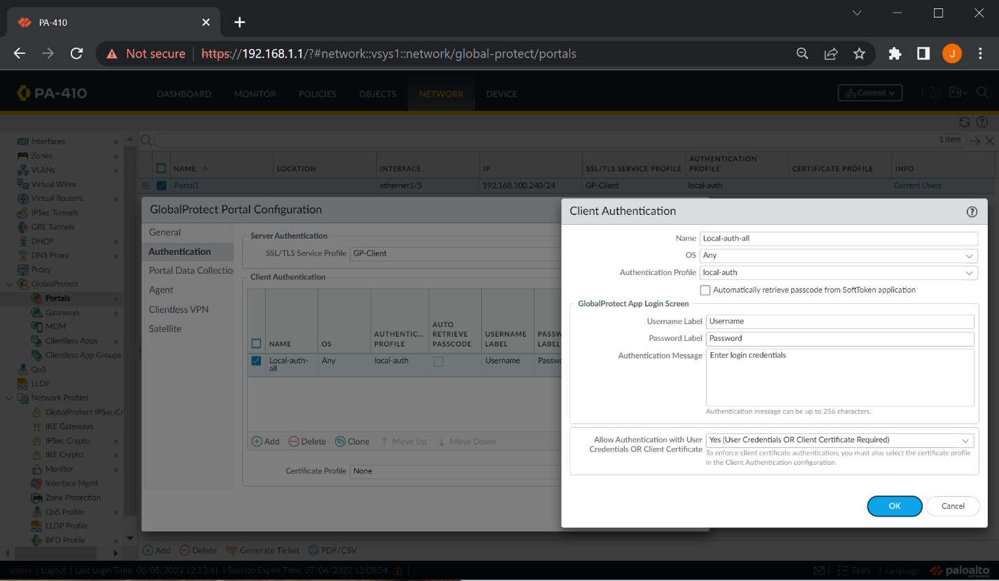 PA-410
Not secure https://192.168.1.1/?#network::vsys1::network/global-protect/portals
J
PA-410
DASHBOARD MONITOR POLICIES OBJECTS NETWORK DEVICE
Commit
1 item
Interfaces
Zones
VLANs
Virtual Wires
Virtual Routers
IPSec Tunnels
GRE Tunnels
DHCP
DNS Proxy
Proxy
GlobalProtect
Portals
Gateways
MDM
Clientless Apps
Clientless App Groups
QoS
LLDP
Network Profiles
GlobalProtect IPSec Cr
IKE Gateways
IPSec Crypto
IKE Crypto
Monitor
Interface Mgmt
Zone Protection
QoS Profile
LLDP Profile
BFD Profile
NAME LOCATION INTERFACE IP SSL/TLS SERVICE PROFILE AUTHENTICATION PROFILE CERTIFICATE PROFILE INFO
Portal1 ethernet1/5 192.168.100.240/24 GP-Client local-auth Current Users
GlobalProtect Portal Configuration
General
Authentication
Portal Data Collectio
Agent
Clientless VPN
Satellite
Server Authentication
SSL/TLS Service Profile GP-Client
Client Authentication
NAME OS AUTHENTIC... PROFILE AUTO RETRIEVE PASSCODE USERNAME LABEL PASSW LABEL
Local-auth-all Any local-auth Username Passwo
Add Delete Clone Move Up Move Down
Certificate Profile None
Client Authentication
Name Local-auth-all
OS Any
Authentication Profile local-auth
Automatically retrieve passcode from SoftToken application
GlobalProtect App Login Screen
Username Label Username
Password Label Password
Authentication Message Enter login credentials
Authentication message can be up to 256 characters.
Allow Authentication with User Credentials OR Client Certificate Yes (User Credentials OR Client Certificate Required)
To enforce client certificate authentication, you must also select the certificate profile
in the Client Authentication configuration.
OK Cancel
Add Delete Generate Ticket PDF/CSV
admin | Logout | Last Login Time: 06/05/2023 12:13:41 | Session Expire Time: 07/06/2023 12:08:54 |
Tasks | Language
paloalto
NETWORKS